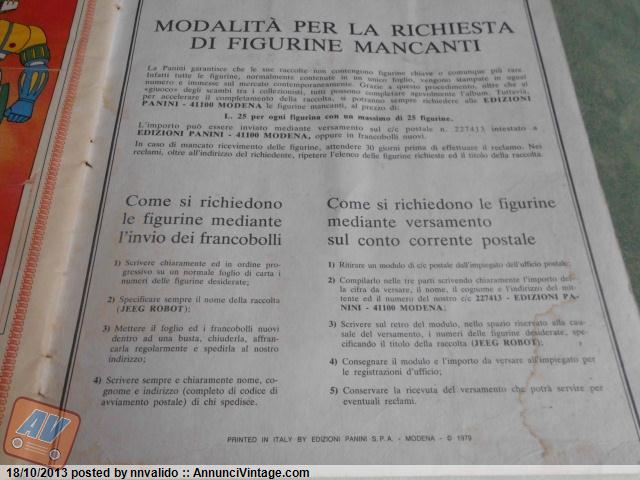 MODALITÀ PER LA RICHIESTA
DI FIGURINE MANCANTI
La Panini garantisce che le sue raccolte non contengono figurine chiave o comunque più rare
Infatti tutte le figurine, normalmente contenute in un unico foglio, vengono stampate in ugual
numero e immesse sul mercato contemporaneamente. Grazie a questo procedimento, oltre che al
«giuoco» degli scambi tra i collezionisti, tutti possono completare agevolmente l'album. Tuttavia,
per accelerare il completamento della raccolta, si potranno sempre richiedere alle EDIZIONI
PANINI - 41100 MODENA le figurine mancanti, al prezzo di:
L. 25 per ogni figurina con un massimo di 25 figurine.
L'importo può essere inviato mediante versamento sul c/c postale n. 227413 intestato a
EDIZIONI PANINI - 41100 MODENA, oppure in francobolli nuovi.
In caso di mancato ricevimento delle figurine, attendere 30 giorni prima di effettuare il reclamo. Nei
reclami, oltre all'indirizzo del richiedente, ripetere l'elenco delle figurine richieste ed il titolo della raccolta.
Come si richiedono
le figurine mediante
l'invio dei francobolli
1) Scrivere chiaramente ed in ordine pro-
gressivo su un normale foglio di carta i
numeri delle figurine desiderate;
2) Specificare sempre il nome della raccolta
(JEEG ROBOT);
3) Mettere il foglio ed i francobolli nuovi
dentro ad una busta, chiuderla, affran-
carla regolarmente e spedirla al nostro
indirizzo;
4) Scrivere sempre e chiaramente nome, co-
gnome e indirizzo (completo di codice di
avviamento postale) di chi spedisce.
Come si richiedono le figurine
mediante versamento
sul conto corrente postale
1) Ritirare un modulo di c/c postale dall'impiegato dell'ufficio postale;
2) Compilarlo nelle tre parti scrivendo chiaramente l'importo del-
la cifra da versare, il nome, il cognome e l'indirizzo del mit-
tente ed il numero del nostro c/c 227413 - EDIZIONI PA-
NINI - 41100 MODENA;
3) Scrivere sul retro del modulo, nello spazio riservato alla cau-
sale del versamento, i numeri delle figurine desiderate, spe-
cificando il titolo della raccolta (JEEG ROBOT);
4) Consegnare il modulo e l'importo da versare all'impiegato per
le registrazioni d'ufficio;
5) Conservare la ricevuta del versamento che potrà servire per
eventuali reclami.
PRINTED IN ITALY BY EDIZIONI PANINI S.P.A. - MODENA - © 1979
AV
18/10/2013 posted by nnvalido :: AnnunciVintage.com